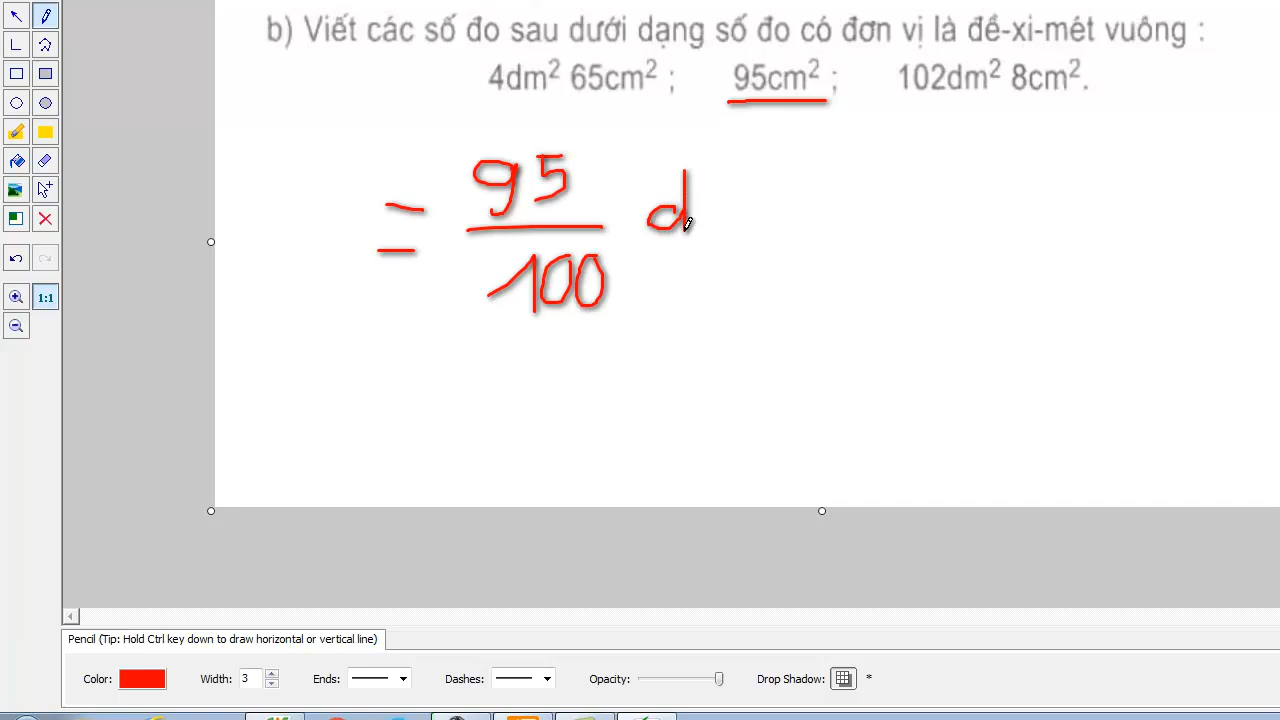 b) Viết các số đo sau dưới dạng số đo có đơn vị là đề-xi-mét vuông :
4dm² 65cm² ; 95cm² ; 102dm² 8cm².
= 95/100 d
1:1
Pencil (Tip: Hold Ctrl key down to draw horizontal or vertical line)
Color: Width: 3 Ends: Dashes: Opacity: Drop Shadow: *